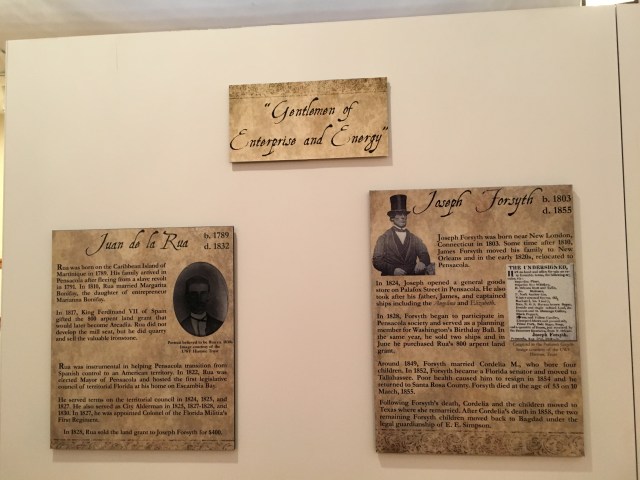 "Gentlemen of
Enterprise and Energy"
Juan de la Rua
b. 1789
d. 1832
Rua was born on the Caribbean Island of
Martinique in 1789. His family arrived in
Pensacola after fleeing from a slave revolt
in 1791. In 1810, Rua married Margarita
Bonifay, the daughter of entrepreneur
Marianna Bonifay.
In 1817, King Ferdinand VII of Spain
gifted the 800 arpent land grant that
would later become Arcadia. Rua did not
develop the mill seat, but he did quarry
and sell the valuable ironstone.
Rua was instrumental in helping Pensacola transition from
Spanish control to an American territory. In 1822, Rua was
elected Mayor of Pensacola and hosted the first legislative
council of territorial Florida at his home on Escambia Bay.
He served terms on the territorial council in 1824, 1825, and
1827. He also served as City Alderman in 1825, 1827-1828, and
1830. In 1827, he was appointed Colonel of the Florida Militia's
First Regiment.
In 1828, Rua sold the land grant to Joseph Forsyth for $400.
Joseph Forsyth
b. 1803
d. 1855
Joseph Forsyth was born near New London,
Connecticut in 1803. Some time after 1810,
James Forsyth moved his family to New
Orleans and in the early 1820s, relocated to
Pensacola.
In 1824, Joseph opened a general goods
store on Palafox Street in Pensacola. He also
took after his father, James, and captained
ships including the Angeline and Elizabeth.
In 1828, Forsyth began to participate in
Pensacola society and served as a planning
member for Washington's Birthday Ball. In
the same year, he sold two ships and in
June he purchased Rua's 800 arpent land
grant.
Around 1849, Forsyth married Cordelia M., who bore four
children. In 1852, Forsyth became a Florida senator and moved to
Tallahassee. Poor health caused him to resign in 1854 and he
returned to Santa Rosa County. Forsyth died at the age of 53 on 10
March, 1855.
Following Forsyth's death, Cordelia and the children moved to
Texas where she remarried. After Cordelia's death in 1858, the two
remaining Forsyth children moved back to Bagdad under the
legal guardianship of E. E. Simpson.
THE UNDERSIGNED,
Joseph Forsyth.